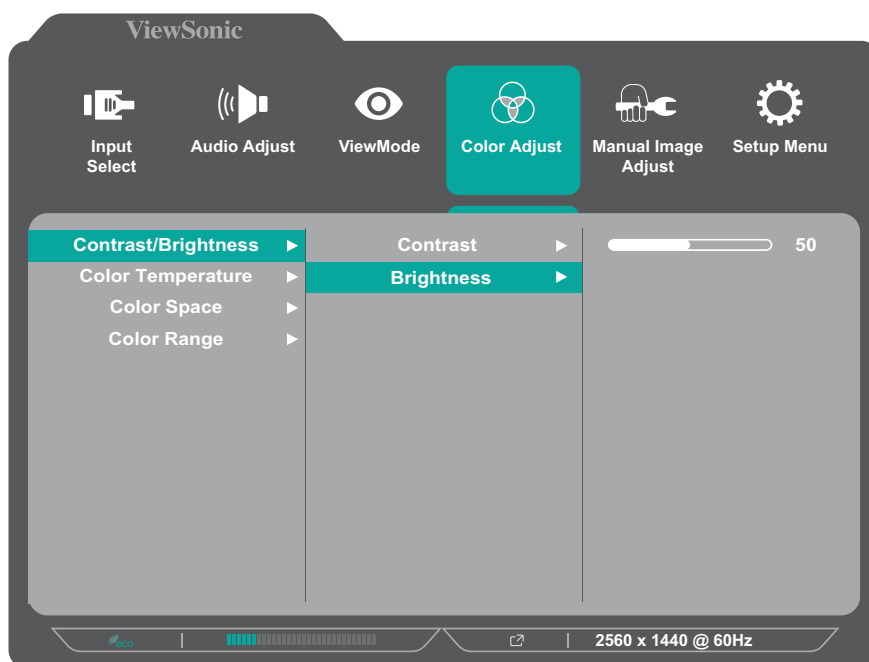 ViewSonic
Input Select
Audio Adjust
ViewMode
Color Adjust
Manual Image Adjust
Setup Menu
Contrast/Brightness
Contrast
50
Color Temperature
Brightness
Color Space
Color Range
eco
2560 x 1440 @ 60Hz